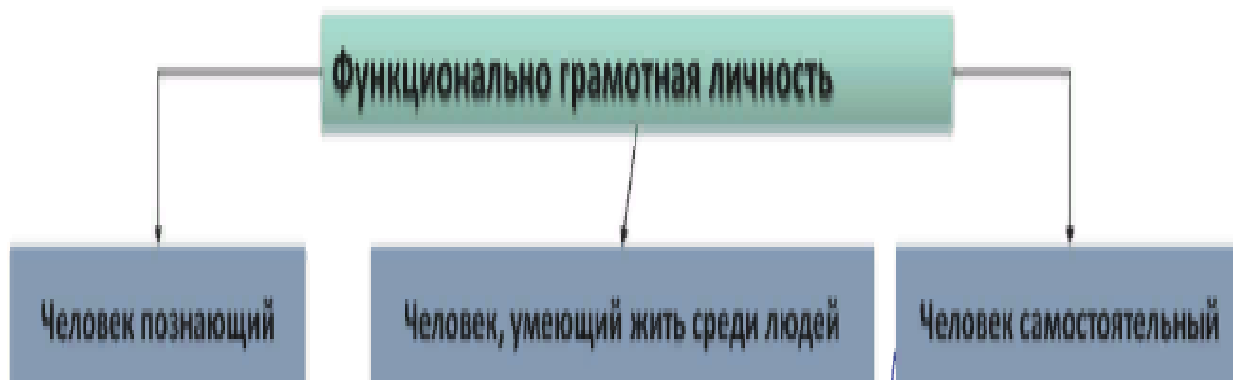 Функционально грамотная личность
Человек познающий
Человек, умеющий жить среди людей
Человек самостоятельный